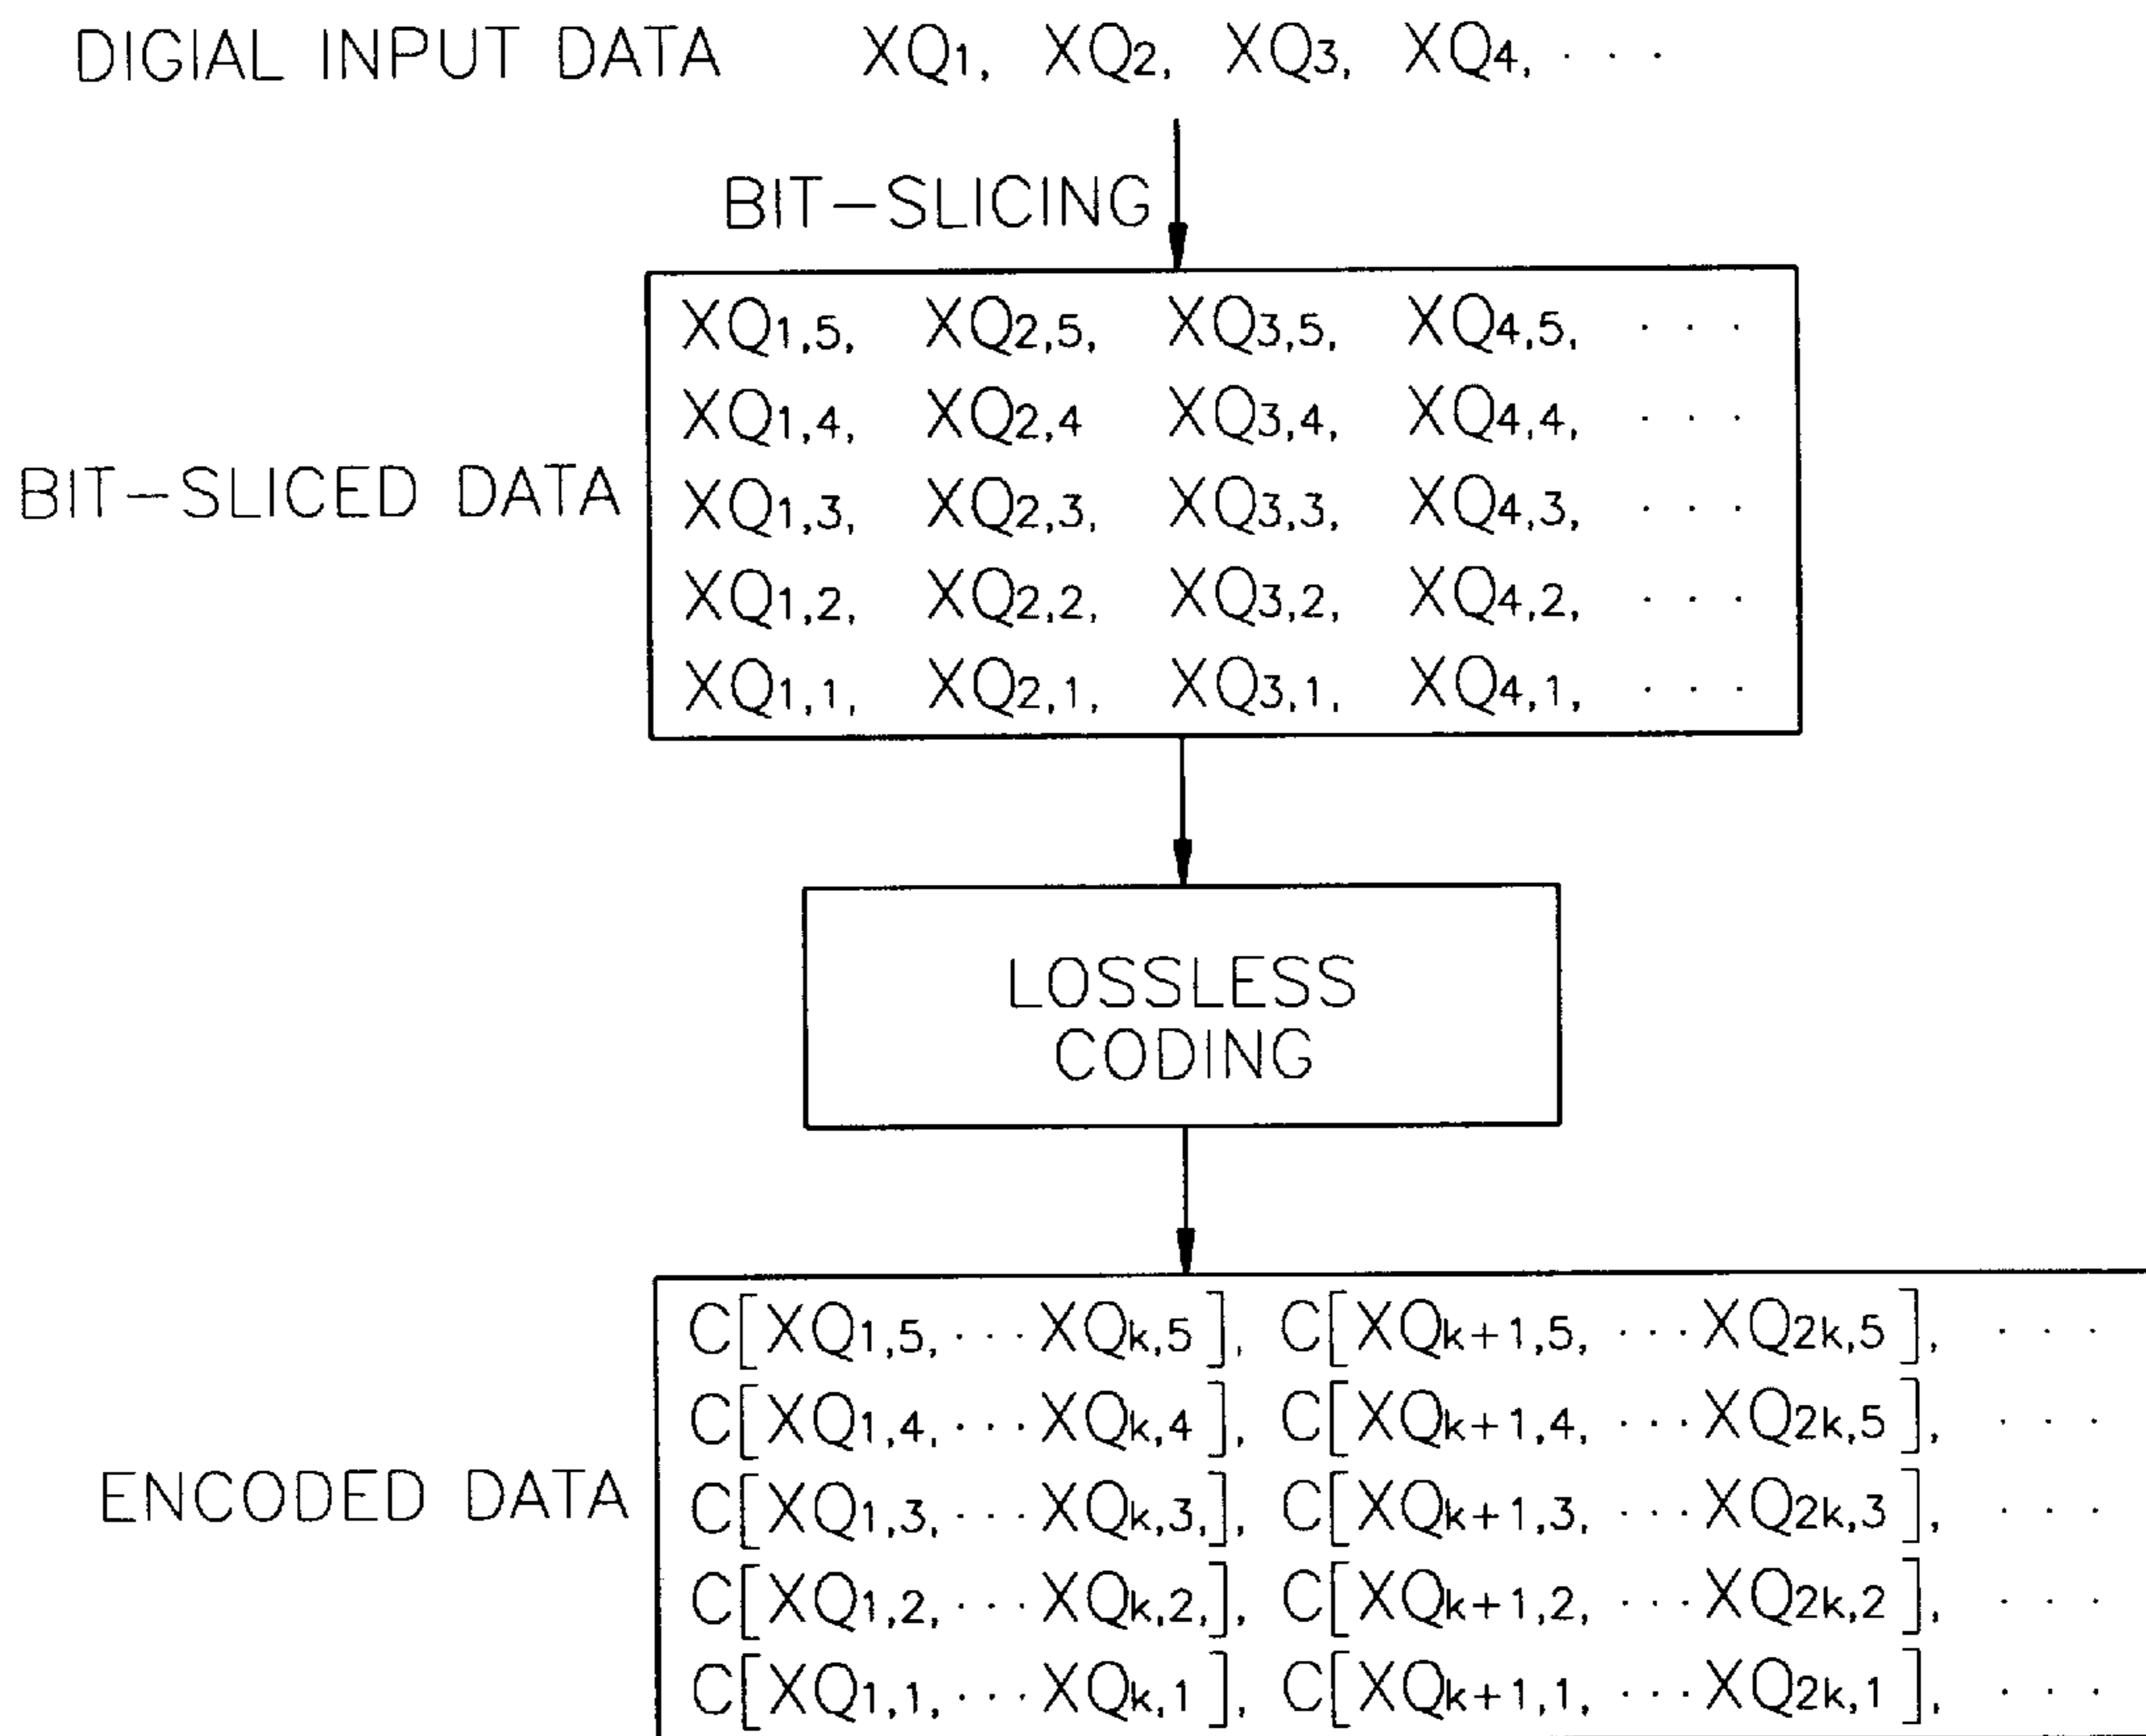 DIGIAL INPUT DATA XQ1, XQ2, XQ3, XQ4, · · ·
BIT-SLICING
XQ1,5, XQ2,5, XQ3,5, XQ4,5, · · ·
XQ1,4, XQ2,4 XQ3,4, XQ4,4, · · ·
BIT-SLICED DATA XQ1,3, XQ2,3, XQ3,3, XQ4,3, · · ·
XQ1,2, XQ2,2, XQ3,2, XQ4,2, · · ·
XQ1,1, XQ2,1, XQ3,1, XQ4,1, · · ·
LOSSLESS
CODING
C[XQ1,5, ··· XQk,5], C[XQk+1,5, ··· XQ2k,5], · · ·
C[XQ1,4, ··· XQk,4], C[XQk+1,4, ··· XQ2k,5], · · ·
ENCODED DATA C[XQ1,3, ··· XQk,3,], C[XQk+1,3, ··· XQ2k,3], · · ·
C[XQ1,2, ··· XQk,2,], C[XQk+1,2, ··· XQ2k,2], · · ·
C[XQ1,1, ··· XQk,1], C[XQk+1,1, ··· XQ2k,1], · · ·